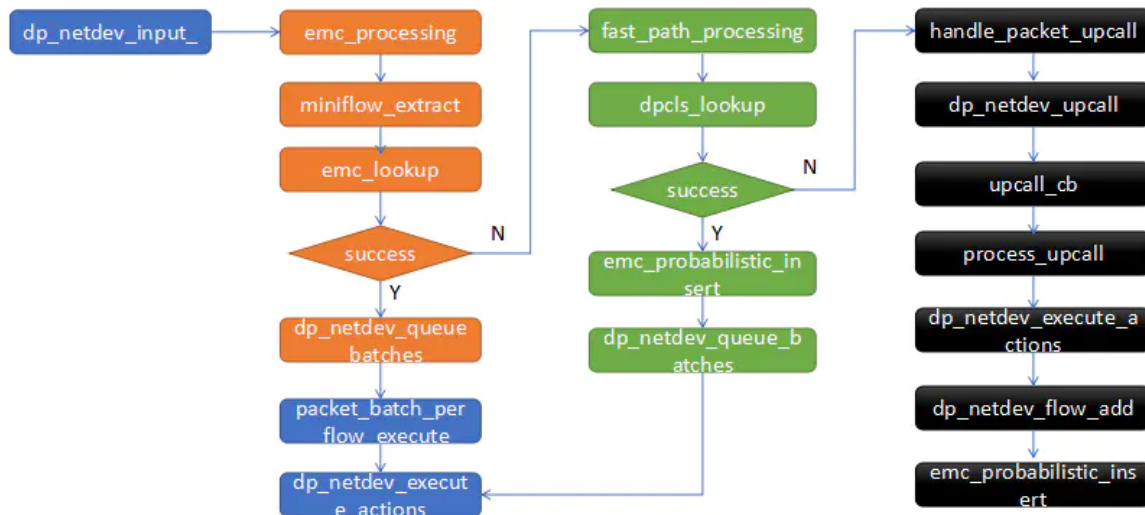 dp_netdev_input_
emc_processing
miniflow_extract
emc_lookup
success
N
Y
dp_netdev_queue
batches
packet_batch_per
flow_execute
dp_netdev_execut
e_actions
fast_path_processing
dpcls_lookup
success
N
Y
emc_probabilistic_in
sert
dp_netdev_queue_b
atches
handle_packet_upcall
dp_netdev_upcall
upcall_cb
process_upcall
dp_netdev_execute_a
ctions
dp_netdev_flow_add
emc_probabilistic_ins
ert